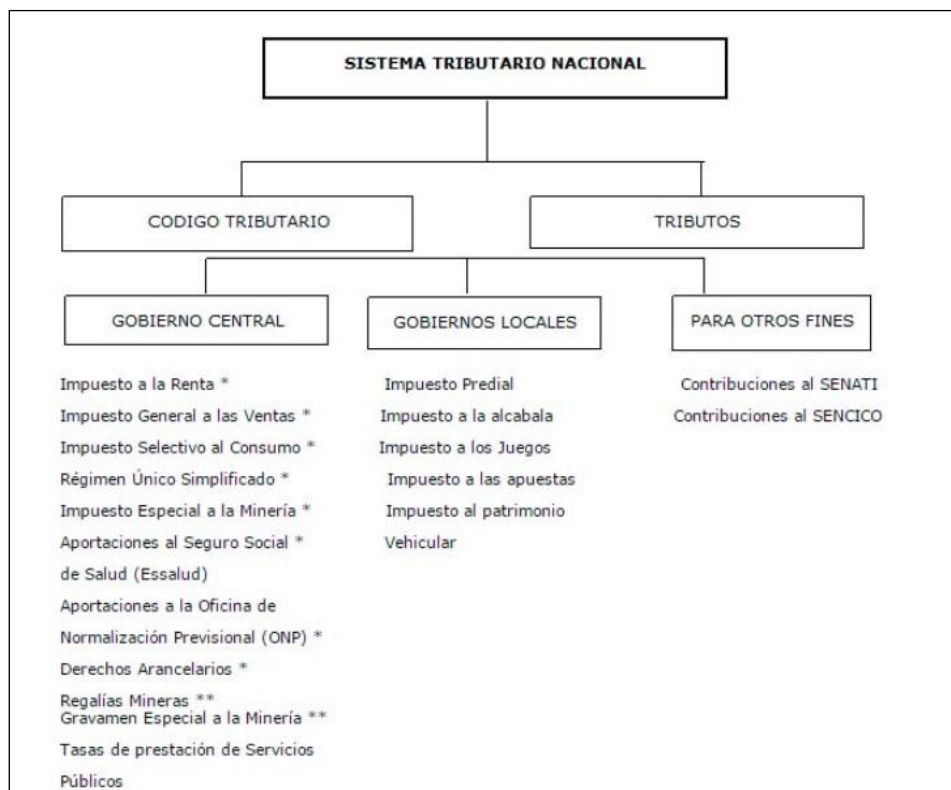 SISTEMA TRIBUTARIO NACIONAL
CODIGO TRIBUTARIO
TRIBUTOS
GOBIERNO CENTRAL
Impuesto a la Renta *
Impuesto General a las Ventas *
Impuesto Selectivo al Consumo *
Régimen Único Simplificado *
Impuesto Especial a la Minería *
Aportaciones al Seguro Social *
de Salud (Essalud)
Aportaciones a la Oficina de
Normalización Previsional (ONP) *
Derechos Arancelarios *
Regalías Mineras **
Gravamen Especial a la Minería **
Tasas de prestación de Servicios
Públicos
GOBIERNOS LOCALES
Impuesto Predial
Impuesto a la alcabala
Impuesto a los Juegos
Impuesto a las apuestas
Impuesto al patrimonio
Vehicular
PARA OTROS FINES
Contribuciones al SENATI
Contribuciones al SENCICO